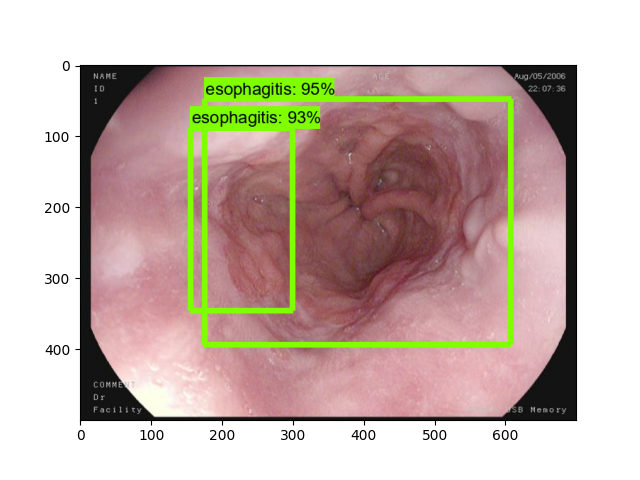 NAME
ID
1
AGE
Aug/05/2006
22:07:36
esophagitis: 95%
esophagitis: 93%
COMMENT
Dr
Facility
USB Memory
0
100
200
300
400
0
100
200
300
400
500
600